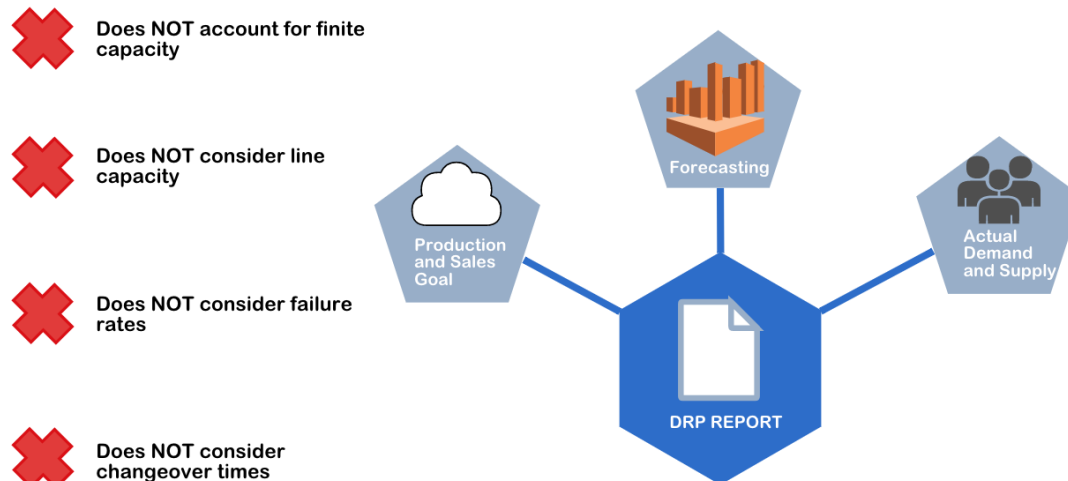 Does NOT account for finite
capacity
Does NOT consider line
capacity
Does NOT consider failure
rates
Does NOT consider
changeover times
Forecasting
Production
and Sales
Goal
Actual
Demand
and Supply
DRP REPORT